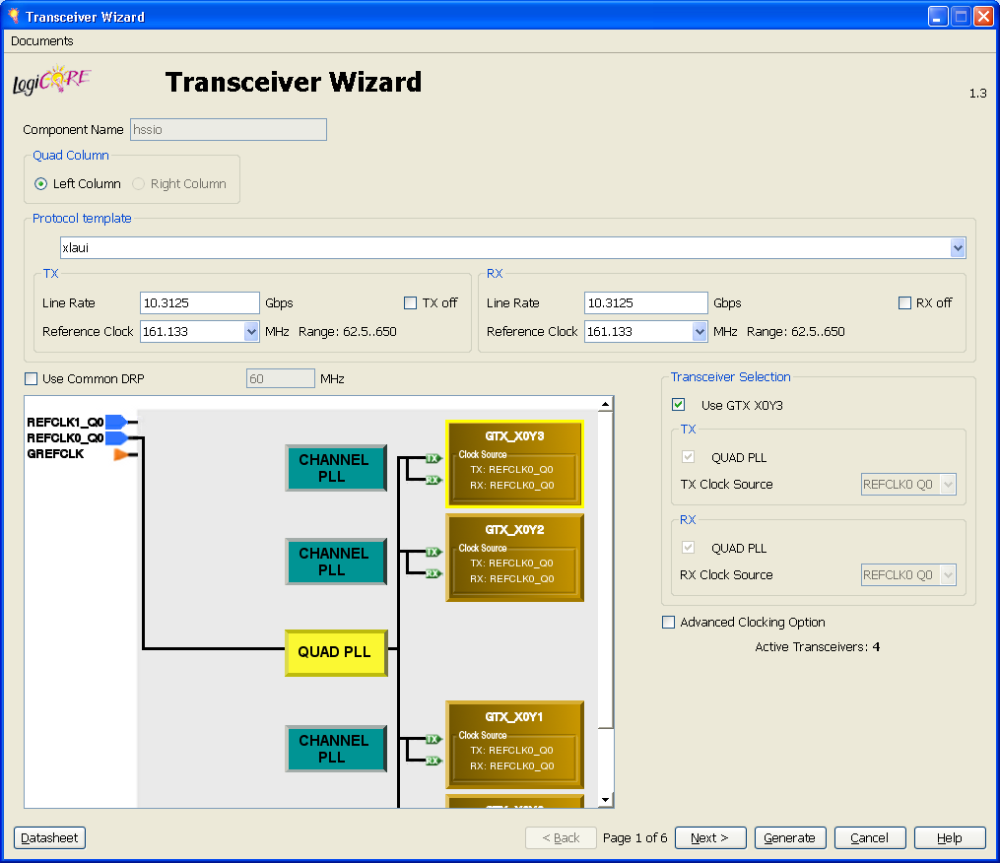 Transceiver Wizard
Documents
LogiCORE
Transceiver Wizard
1.3
Component Name hssio
Quad Column
Left Column Right Column
Protocol template
xlaui
TX
Line Rate 10.3125 Gbps TX off
Reference Clock 161.133 MHz Range: 62.5..650
RX
Line Rate 10.3125 Gbps RX off
Reference Clock 161.133 MHz Range: 62.5..650
Use Common DRP 60 MHz
REFCLK1_Q0
REFCLK0_Q0
GREFCLK
CHANNEL
PLL
TX
RX
GTX_X0Y3
Clock Source
TX: REFCLK0_Q0
RX: REFCLK0_Q0
CHANNEL
PLL
TX
RX
GTX_X0Y2
Clock Source
TX: REFCLK0_Q0
RX: REFCLK0_Q0
QUAD PLL
CHANNEL
PLL
TX
RX
GTX_X0Y1
Clock Source
TX: REFCLK0_Q0
RX: REFCLK0_Q0
Transceiver Selection
Use GTX X0Y3
TX
QUAD PLL
TX Clock Source REFCLK0 Q0
RX
QUAD PLL
RX Clock Source REFCLK0 Q0
Advanced Clocking Option
Active Transceivers: 4
Datasheet < Back Page 1 of 6 Next > Generate Cancel Help